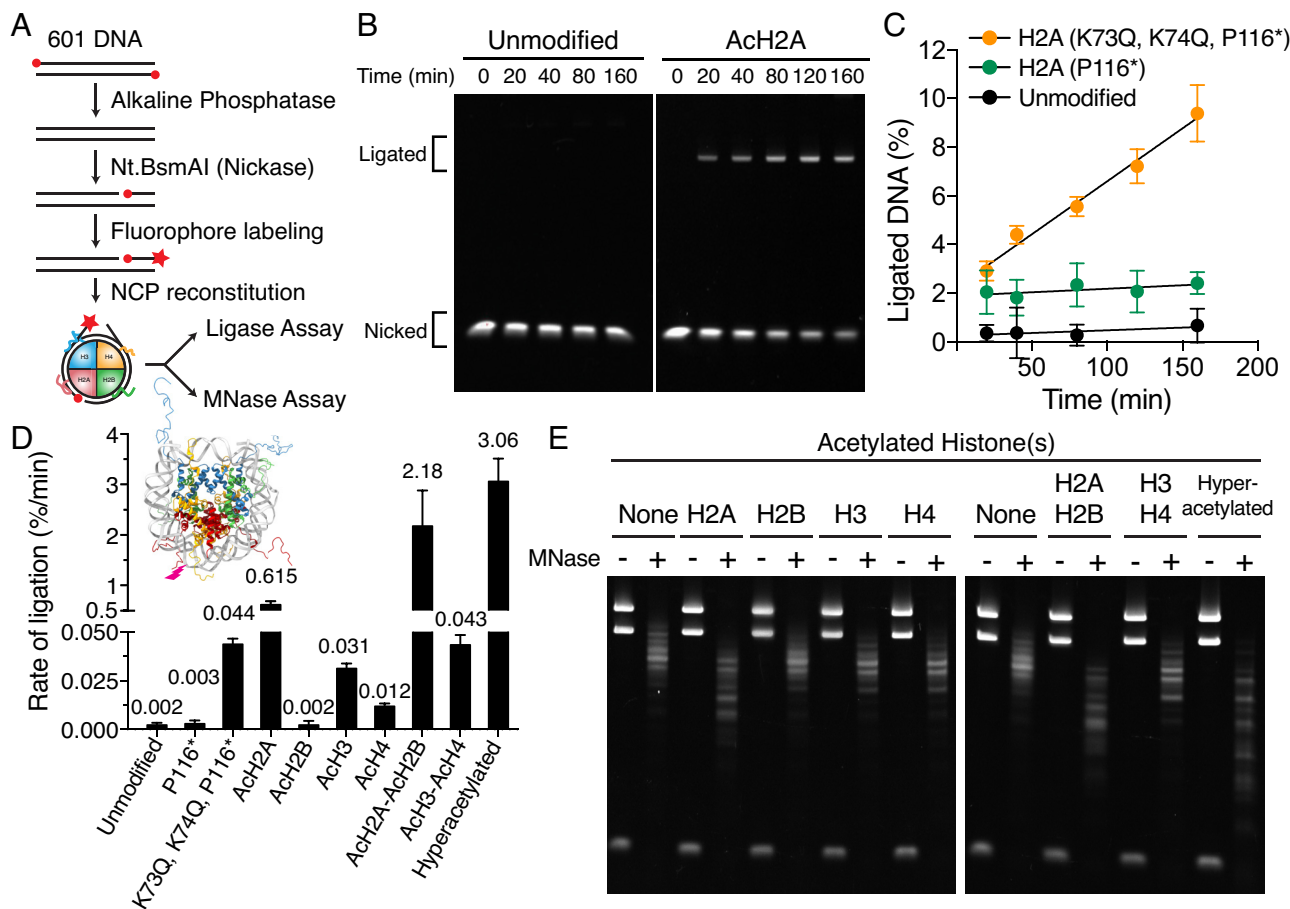 A
601 DNA
Alkaline Phosphatase
Nt.BsmAI (Nickase)
Fluorophore labeling
NCP reconstitution
H3
H4
H2A
H2B
Ligase Assay
MNase Assay
B
Unmodified
AcH2A
Time (min)
0 20 40 80 160
0 20 40 80 120 160
Ligated
Nicked
C
H2A (K73Q, K74Q, P116*)
H2A (P116*)
Unmodified
Ligated DNA (%)
12
10
8
6
4
2
0
50 100 150 200
Time (min)
D
Rate of ligation (%/min)
4
3
2
1
0.5
0.050
0.025
0.000
0.002
0.003
0.044
0.615
0.002
0.031
0.012
2.18
0.043
3.06
Unmodified
P116*
K73Q, K74Q, P116*
AcH2A
AcH2B
AcH3
AcH4
AcH2A-AcH2B
AcH3-AcH4
Hyperacetylated
E
Acetylated Histone(s)
None H2A H2B H3 H4
None
H2A
H2B
H3
H4
Hyper-
acetylated
MNase - + - + - + - + - +
- + - + - + - +